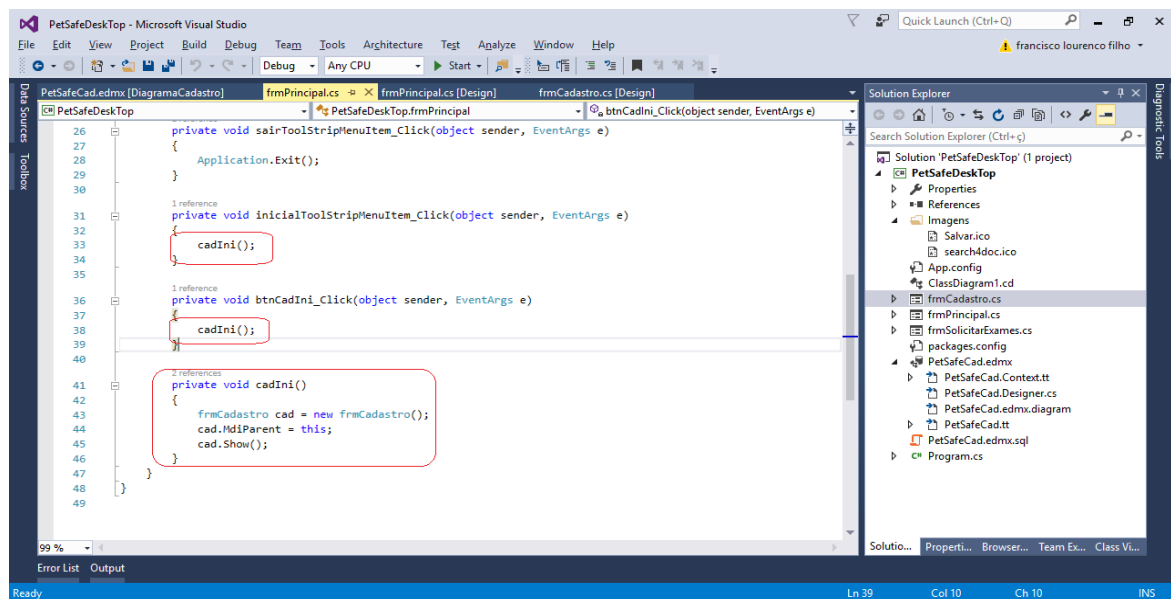 PetSafeDeskTop - Microsoft Visual Studio
Quick Launch (Ctrl+Q)
File Edit View Project Build Debug Team Tools Architecture Test Analyze Window Help
francisco lourenco filho
Debug Any CPU Start
Data Sources
Toolbox
PetSafeCad.edmx [DiagramaCadastro] frmPrincipal.cs frmPrincipal.cs [Design] frmCadastro.cs [Design]
PetSafeDeskTop PetSafeDeskTop.frmPrincipal btnCadIni_Click(object sender, EventArgs e)
26 private void sairToolStripMenuItem_Click(object sender, EventArgs e)
27 {
28 Application.Exit();
29 }
30
1 reference
31 private void inicialToolStripMenuItem_Click(object sender, EventArgs e)
32 {
33 cadIni();
34 }
35
1 reference
36 private void btnCadIni_Click(object sender, EventArgs e)
37 {
38 cadIni();
39 }
40
2 references
41 private void cadIni()
42 {
43 frmCadastro cad = new frmCadastro();
44 cad.MdiParent = this;
45 cad.Show();
46 }
47 }
48 }
49
99 %
Solution Explorer
Search Solution Explorer (Ctrl+ç)
Solution 'PetSafeDeskTop' (1 project)
PetSafeDeskTop
Properties
References
Imagens
Salvar.ico
search4doc.ico
App.config
ClassDiagram1.cd
frmCadastro.cs
frmPrincipal.cs
frmSolicitarExames.cs
packages.config
PetSafeCad.edmx
PetSafeCad.Context.tt
PetSafeCad.Designer.cs
PetSafeCad.edmx.diagram
PetSafeCad.tt
PetSafeCad.edmx.sql
Program.cs
Solutio... Properti... Browser... Team Ex... Class Vi...
Diagnostic Tools
Error List Output
Ready Ln 39 Col 10 Ch 10 INS